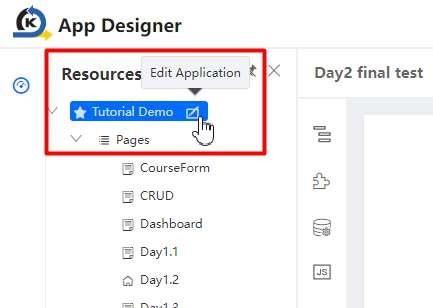 K
App Designer
Resources
Edit Application
Day2 final test
Tutorial Demo
Pages
CourseForm
CRUD
Dashboard
Day1.1
Day1.2
JS